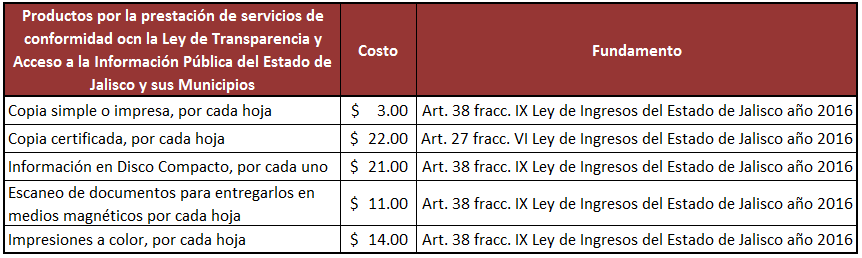 Productos por la prestación de servicios de
conformidad ocn la Ley de Transparencia y
Acceso a la Información Pública del Estado de
Jalisco y sus Municipios
Costo
Fundamento
Copia simple o impresa, por cada hoja $ 3.00 Art. 38 fracc. IX Ley de Ingresos del Estado de Jalisco año 2016
Copia certificada, por cada hoja $ 22.00 Art. 27 fracc. VI Ley de Ingresos del Estado de Jalisco año 2016
Información en Disco Compacto, por cada uno $ 21.00 Art. 38 fracc. IX Ley de Ingresos del Estado de Jalisco año 2016
Escaneo de documentos para entregarlos en
medios magnéticos por cada hoja
$ 11.00 Art. 38 fracc. IX Ley de Ingresos del Estado de Jalisco año 2016
Impresiones a color, por cada hoja $ 14.00 Art. 38 fracc. IX Ley de Ingresos del Estado de Jalisco año 2016